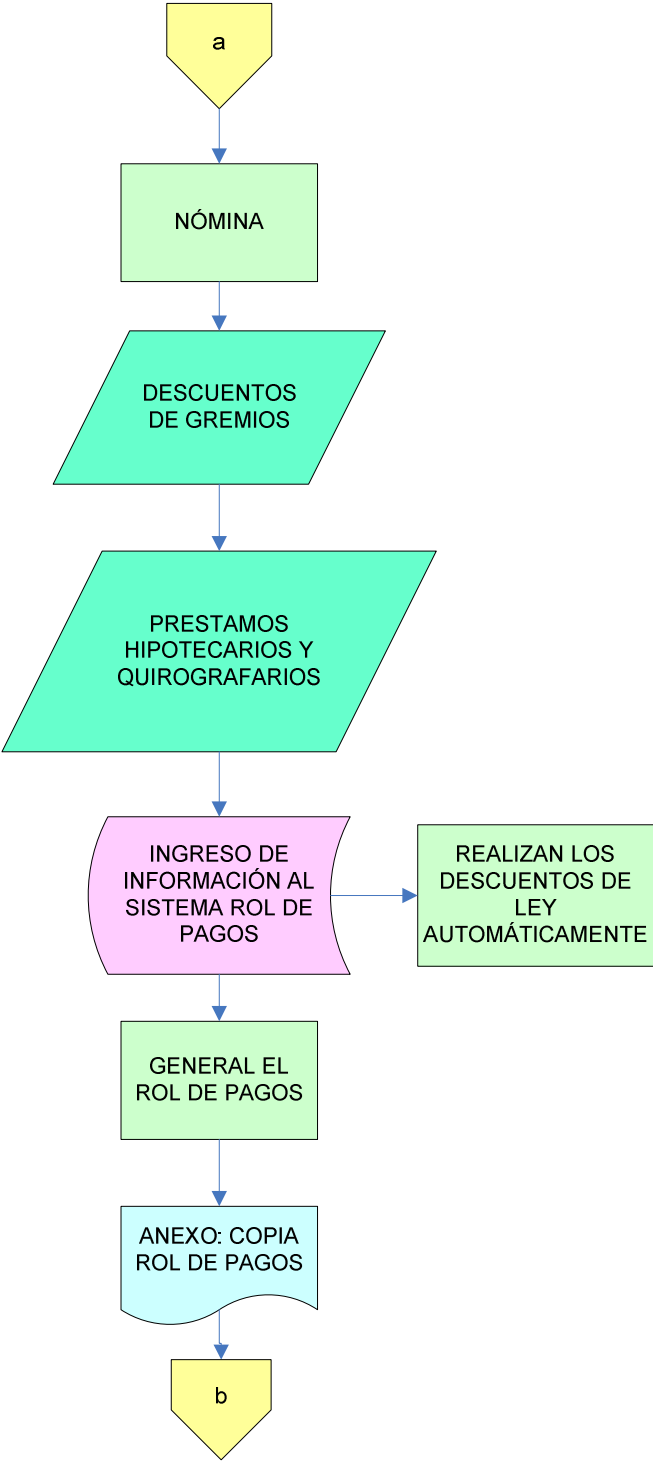 a
NÓMINA
DESCUENTOS
DE GREMIOS
PRESTAMOS
HIPOTECARIOS Y
QUIROGRAFARIOS
INGRESO DE
INFORMACIÓN AL
SISTEMA ROL DE
PAGOS
REALIZAN LOS
DESCUENTOS DE
LEY
AUTOMÁTICAMENTE
GENERAL EL
ROL DE PAGOS
ANEXO: COPIA
ROL DE PAGOS
b